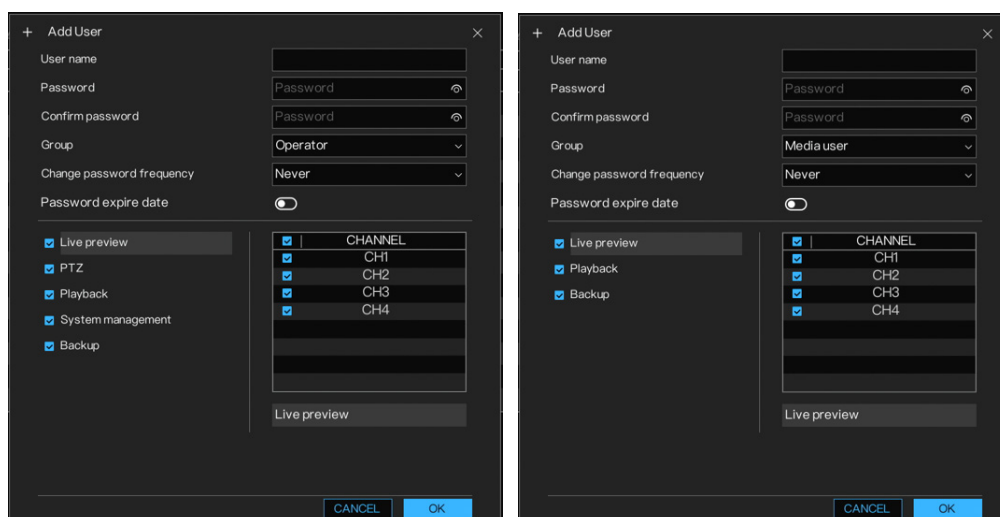 + Add User
User name
Password Password
Confirm password Password
Group Operator
Change password frequency Never
Password expire date
Live preview
PTZ
Playback
System management
Backup
CHANNEL
CH1
CH2
CH3
CH4
Live preview
CANCEL OK
+ Add User
User name
Password Password
Confirm password Password
Group Media user
Change password frequency Never
Password expire date
Live preview
Playback
Backup
CHANNEL
CH1
CH2
CH3
CH4
Live preview
CANCEL OK